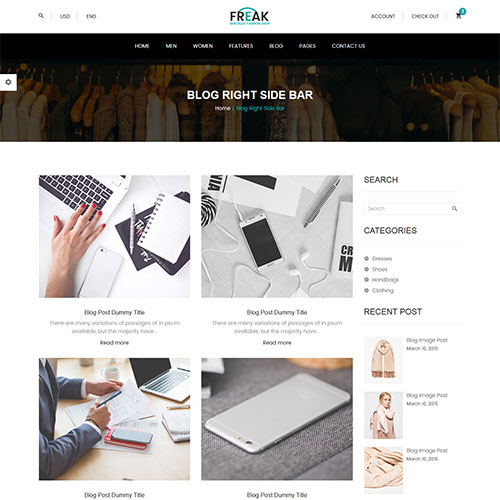 USD
ENG
FREAK
BOUTIQUE FASHION SHOP
ACCOUNT
CHECK OUT
HOME
MEN
WOMEN
FEATURES
BLOG
PAGES
CONTACT US
BLOG RIGHT SIDE BAR
Home / Blog Right Side Bar
Blog Post Dummy Title
There are many variations of passages of in psum
available, but the majority have..
Read more
Blog Post Dummy Title
There are many variations of passages of in psum
available, but the majority have..
Read more
Blog Post Dummy Title
Blog Post Dummy Title
SEARCH
Search
CATEGORIES
Dresses
Shoes
Handbags
Clothing
RECENT POST
Blog Image Post
March 10, 2015
Blog Image Post
March 10, 2015
Blog Image Post
March 10, 2015